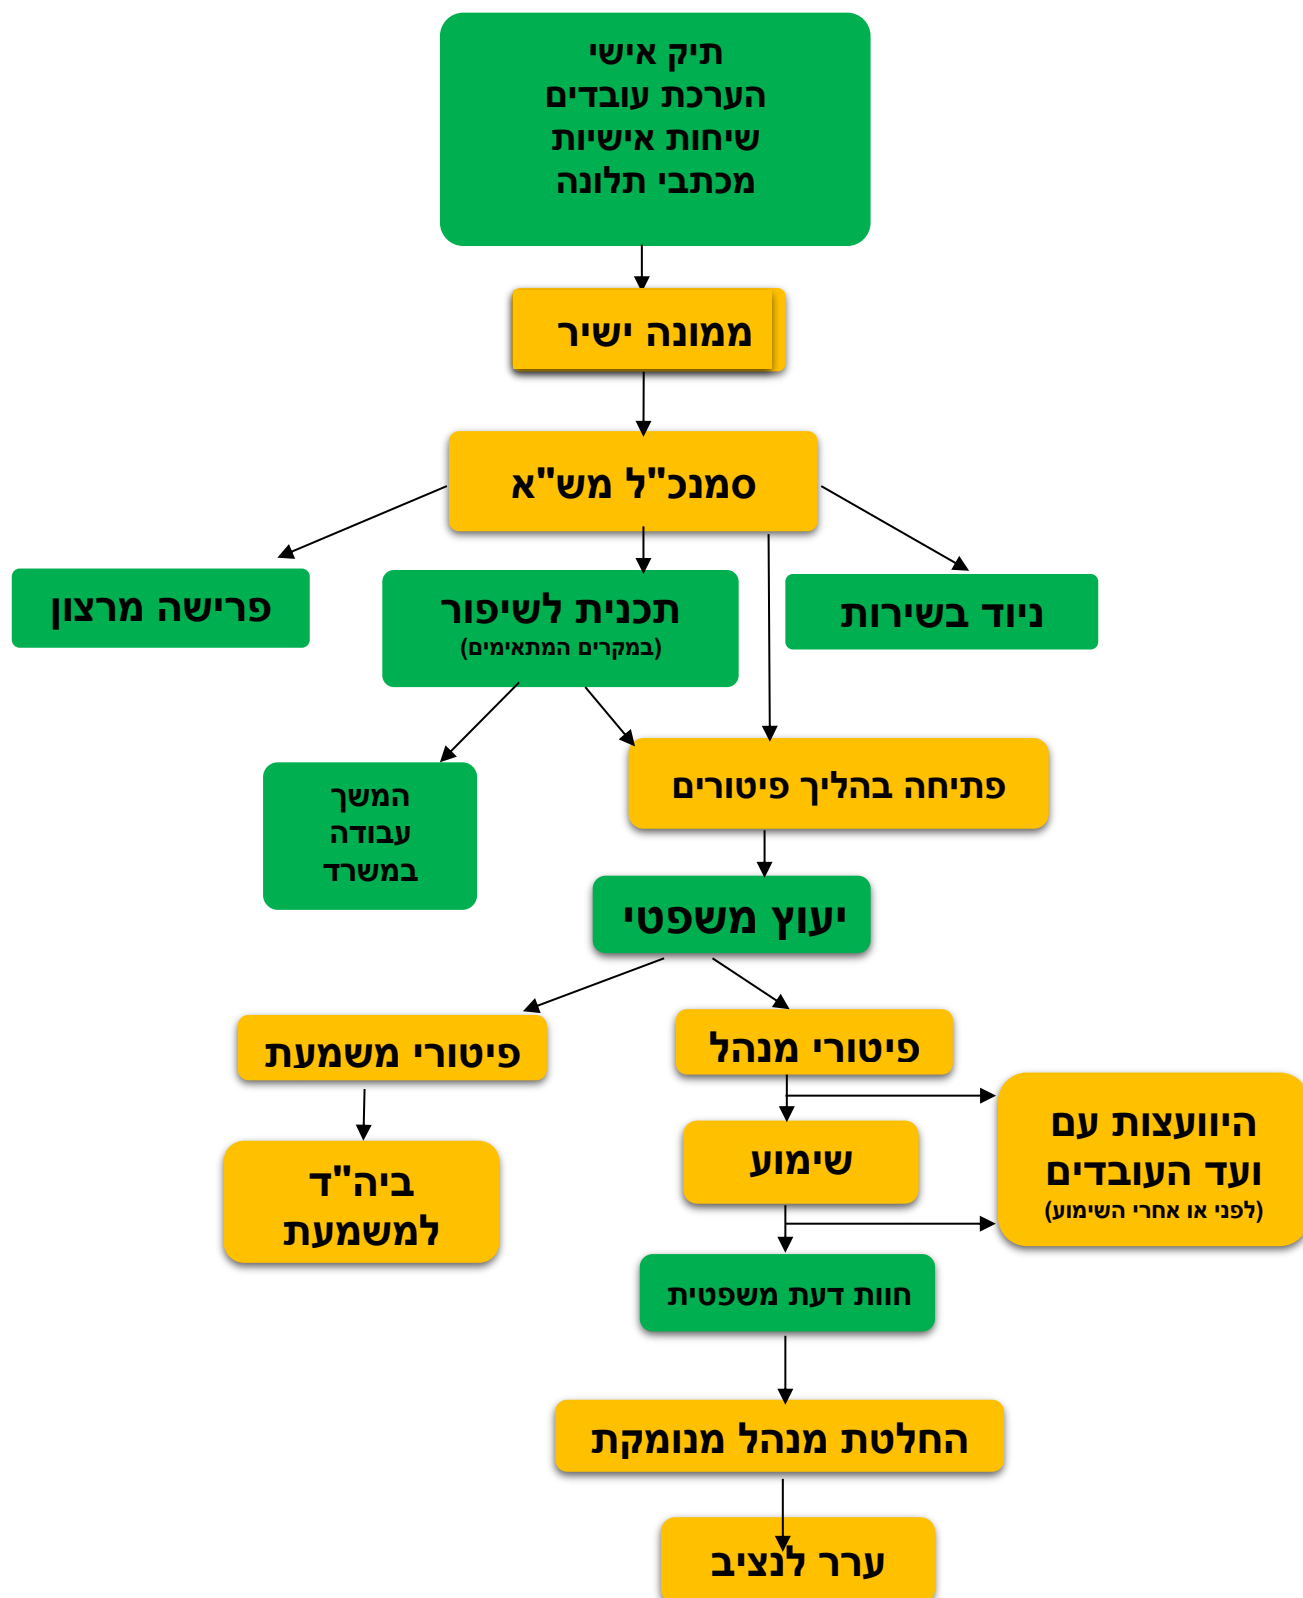 תיק אישי
הערכת עובדים
שיחות אישיות
מכתבי תלונה
ממונה ישיר
סמנכ"ל מש"א
ניוד בשירות
תכנית לשיפור
(במקרים המתאימים)
פרישה מרצון
פתיחה בהליך פיטורים
המשך
עבודה
במשרד
יעוץ משפטי
פיטורי מנהל
פיטורי משמעת
היוועצות עם
ועד העובדים
(לפני או אחרי השימוע)
שימוע
ביה"ד
למשמעת
חוות דעת משפטית
החלטת מנהל מנומקת
ערר לנציב